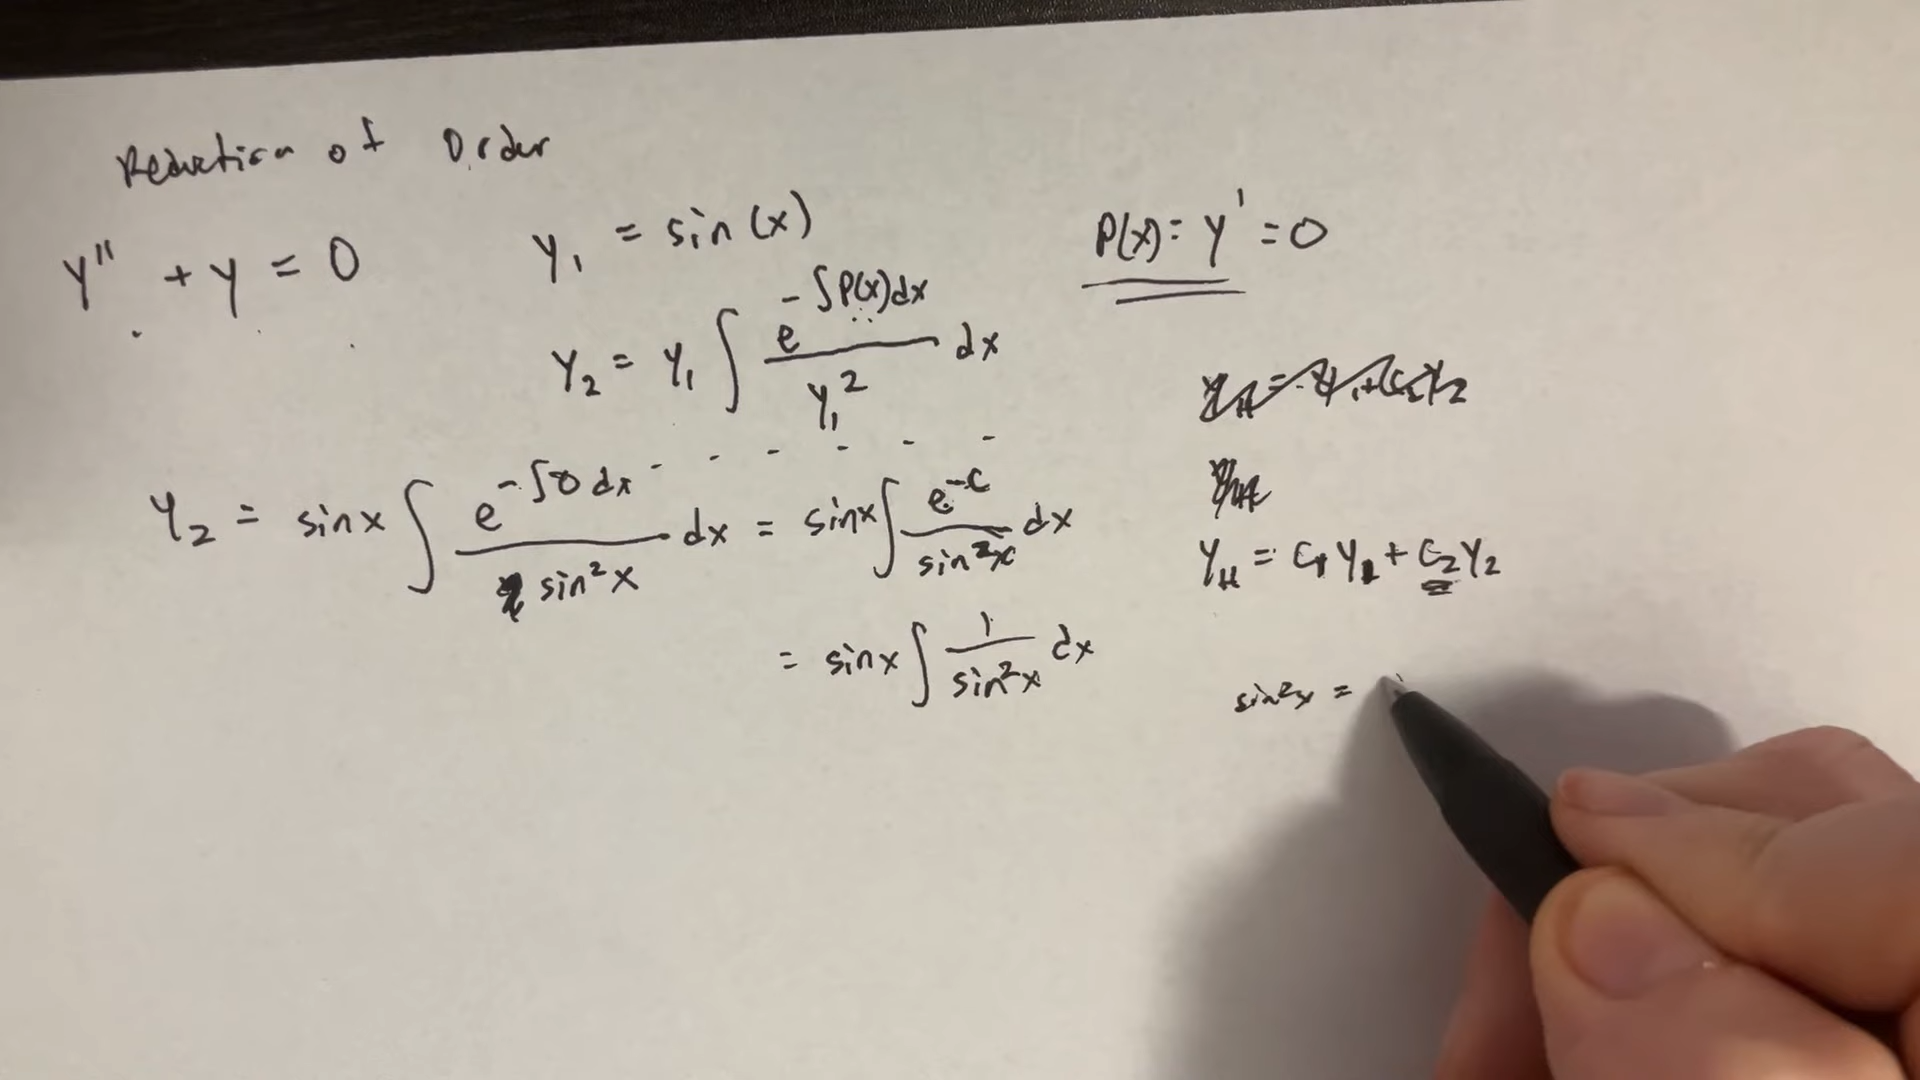 Reduction of Order
y'' + y = 0
y₁ = sin(x)
P(x) = y' = 0
y₂ = y₁ ∫ e^(-∫P(x)dx) / y₁² dx
y₂ = sin x ∫ e^(-∫0 dx) / sin²x dx = sin x ∫ e^(-c) / sin²x dx
y_H = c₁y₁ + c₂y₂
= sin x ∫ 1 / sin²x dx
sin²x =